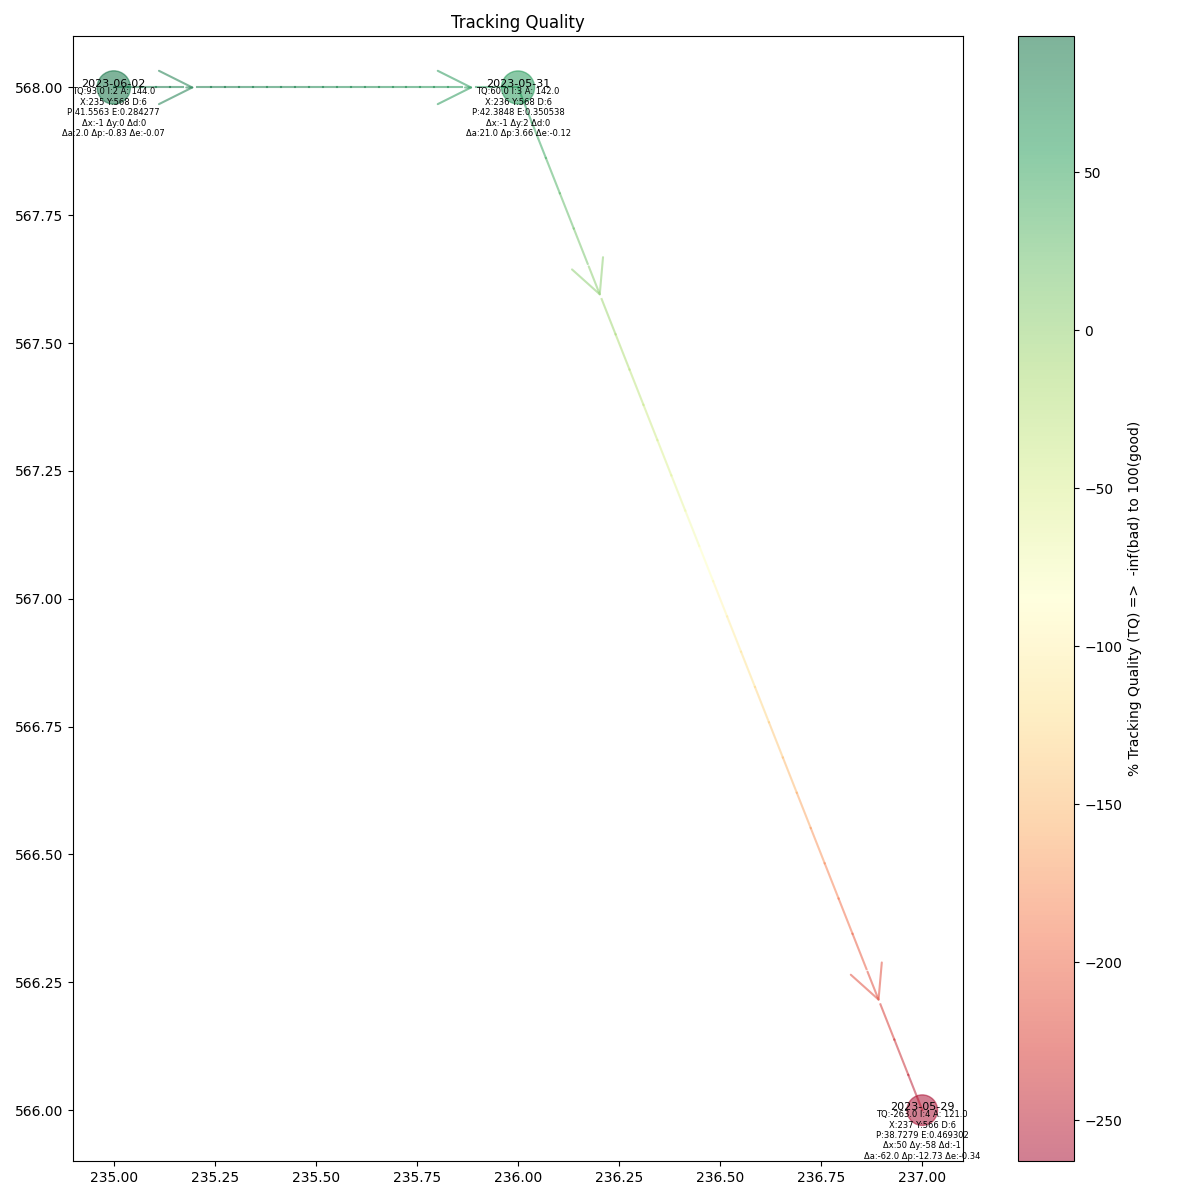 Tracking Quality
568.00
567.75
567.50
567.25
567.00
566.75
566.50
566.25
566.00
2023-06-02
TQ:93.0 I:2 A: 144.0
X:235 Y:568 D:6
P:41.5563 E:0.284277
Δx:-1 Δy:0 Δd:0
Δa:2.0 Δp:-0.83 Δe:-0.07
2023-05-31
TQ:60.0 I:3 A: 142.0
X:236 Y:568 D:6
P:42.3848 E:0.350538
Δx:-1 Δy:2 Δd:0
Δa:21.0 Δp:3.66 Δe:-0.12
2023-05-29
TQ:-263.0 I:4 A: 121.0
X:237 Y:566 D:6
P:38.7279 E:0.469302
Δx:50 Δy:-58 Δd:-1
Δa:-62.0 Δp:-12.73 Δe:-0.34
235.00 235.25 235.50 235.75 236.00 236.25 236.50 236.75 237.00
50
0
−50
−100
−150
−200
−250
% Tracking Quality (TQ) => -inf(bad) to 100(good)